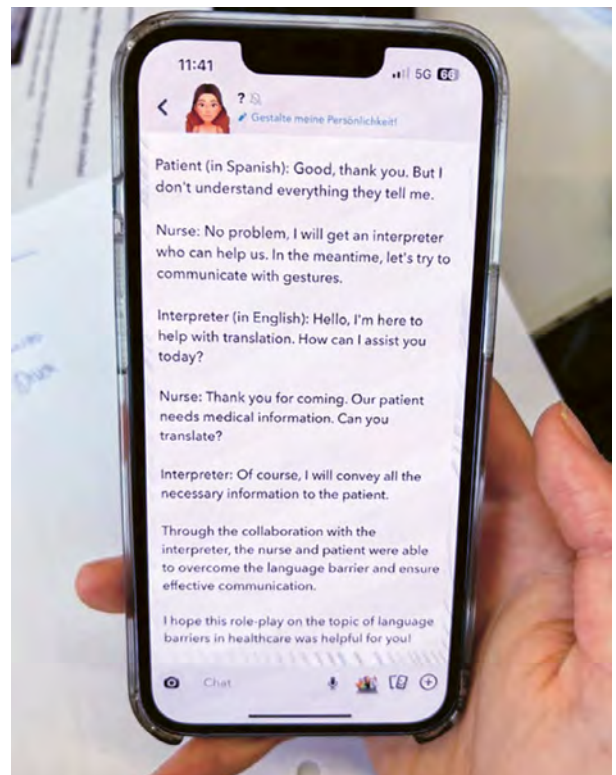 11:41
5G 66
?
Gestalte meine Persönlichkeit!
Patient (in Spanish): Good, thank you. But I
don't understand everything they tell me.
Nurse: No problem, I will get an interpreter
who can help us. In the meantime, let's try to
communicate with gestures.
Interpreter (in English): Hello, I'm here to
help with translation. How can I assist you
today?
Nurse: Thank you for coming. Our patient
needs medical information. Can you
translate?
Interpreter: Of course, I will convey all the
necessary information to the patient.
Through the collaboration with the
interpreter, the nurse and patient were able
to overcome the language barrier and ensure
effective communication.
I hope this role-play on the topic of language
barriers in healthcare was helpful for you!
Chat